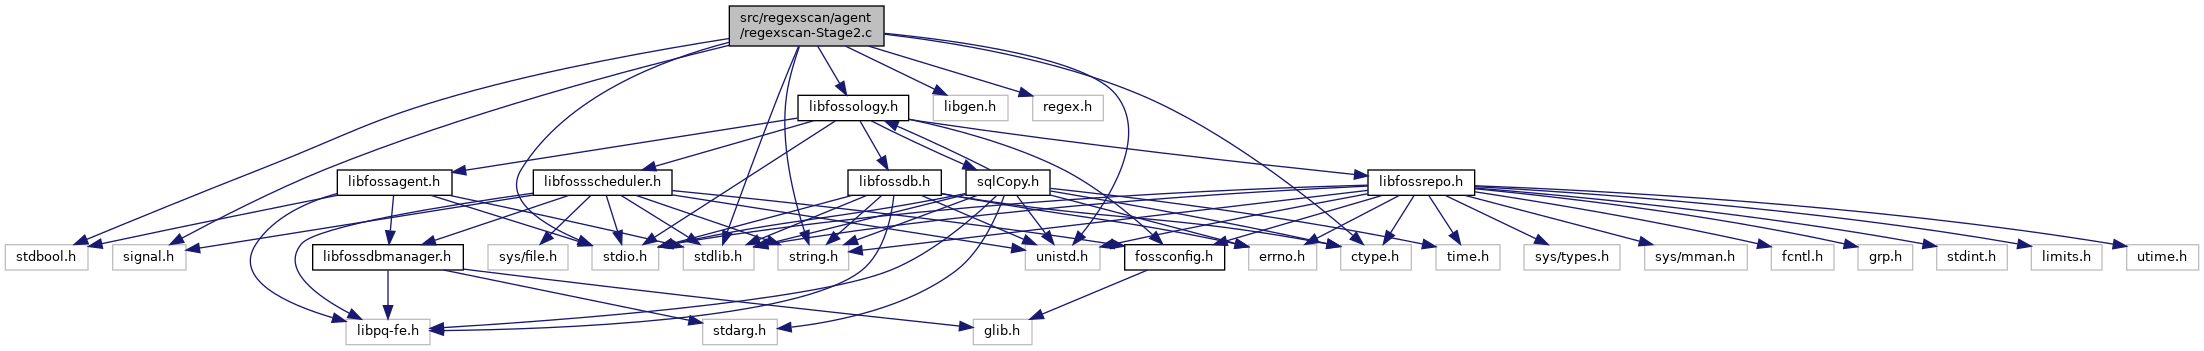 src/regexscan/agent
/regexscan-Stage2.c
libfossology.h
libgen.h
regex.h
libfossagent.h
libfossscheduler.h
libfossdb.h
sqlCopy.h
libfossrepo.h
stdbool.h
signal.h
libfossdbmanager.h
sys/file.h
stdio.h
stdlib.h
string.h
unistd.h
fossconfig.h
errno.h
ctype.h
time.h
sys/types.h
sys/mman.h
fcntl.h
grp.h
stdint.h
limits.h
utime.h
libpq-fe.h
stdarg.h
glib.h